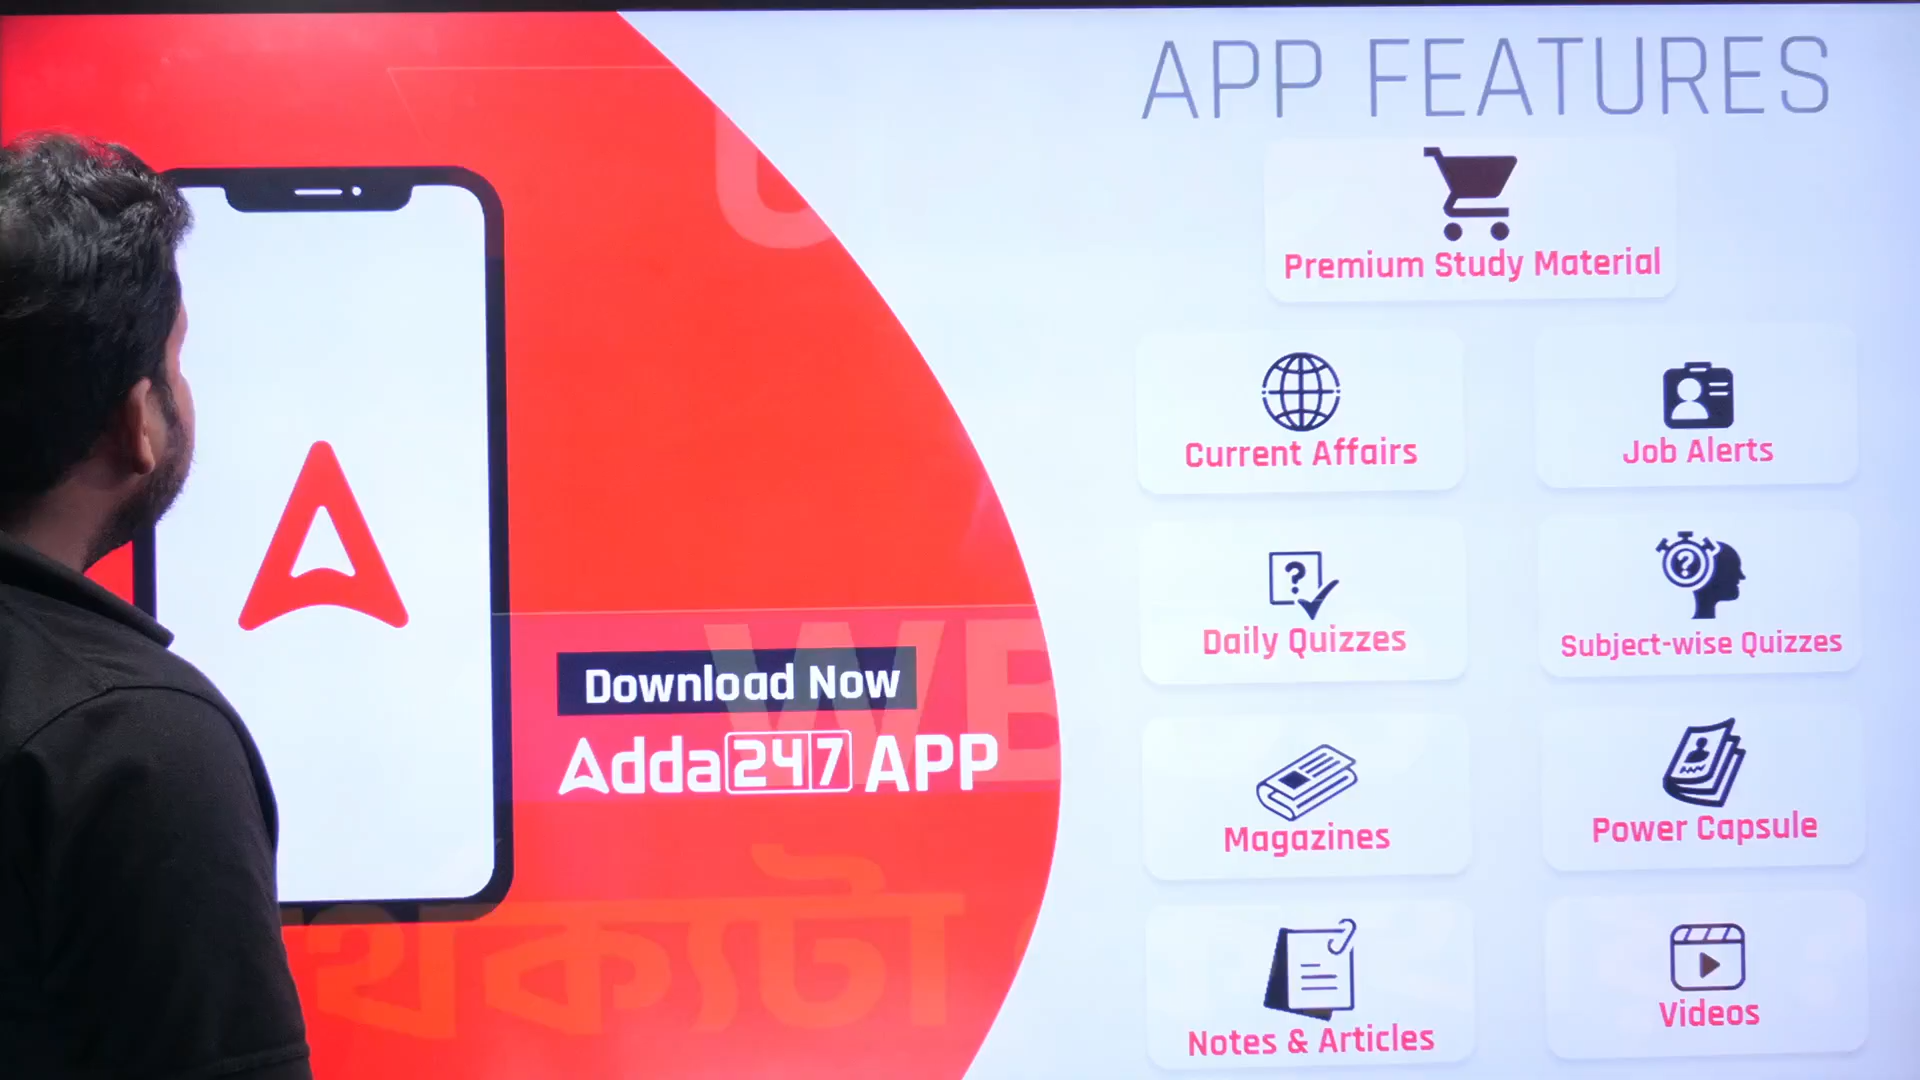 APP FEATURES
Premium Study Material
Current Affairs
Job Alerts
Daily Quizzes
Subject-wise Quizzes
Magazines
Power Capsule
Notes & Articles
Videos
Download Now
Adda247 APP
WB